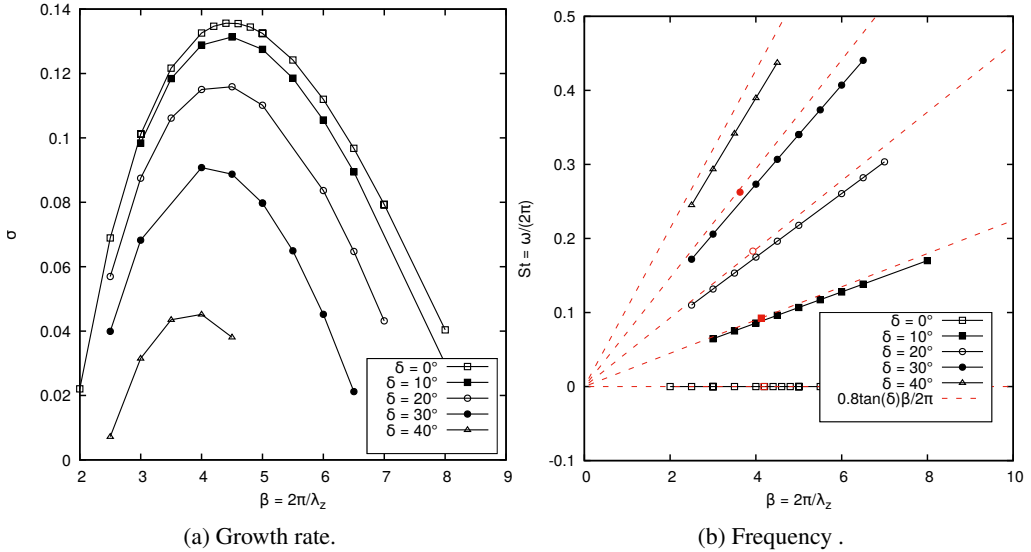 0.14
0.12
0.1
0.08
0.06
0.04
0.02
0
σ
2 3 4 5 6 7 8 9
β = 2π/λz
δ = 0°
δ = 10°
δ = 20°
δ = 30°
δ = 40°
(a) Growth rate.
0.5
0.4
0.3
0.2
0.1
0
-0.1
St = ω/(2π)
0 2 4 6 8 10
β = 2π/λz
δ = 0°
δ = 10°
δ = 20°
δ = 30°
δ = 40°
0.8tan(δ)β/2π
(b) Frequency .